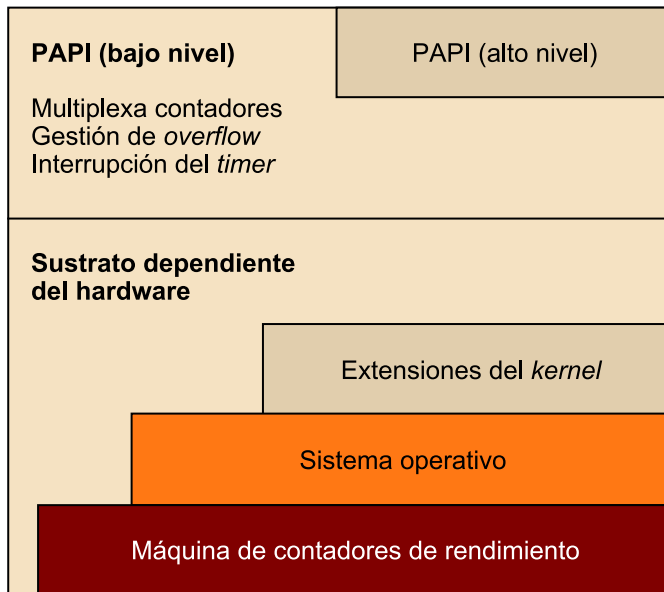 PAPI (bajo nivel)
PAPI (alto nivel)
Multiplexa contadores
Gestión de overflow
Interrupción del timer
Sustrato dependiente
del hardware
Extensiones del kernel
Sistema operativo
Máquina de contadores de rendimiento